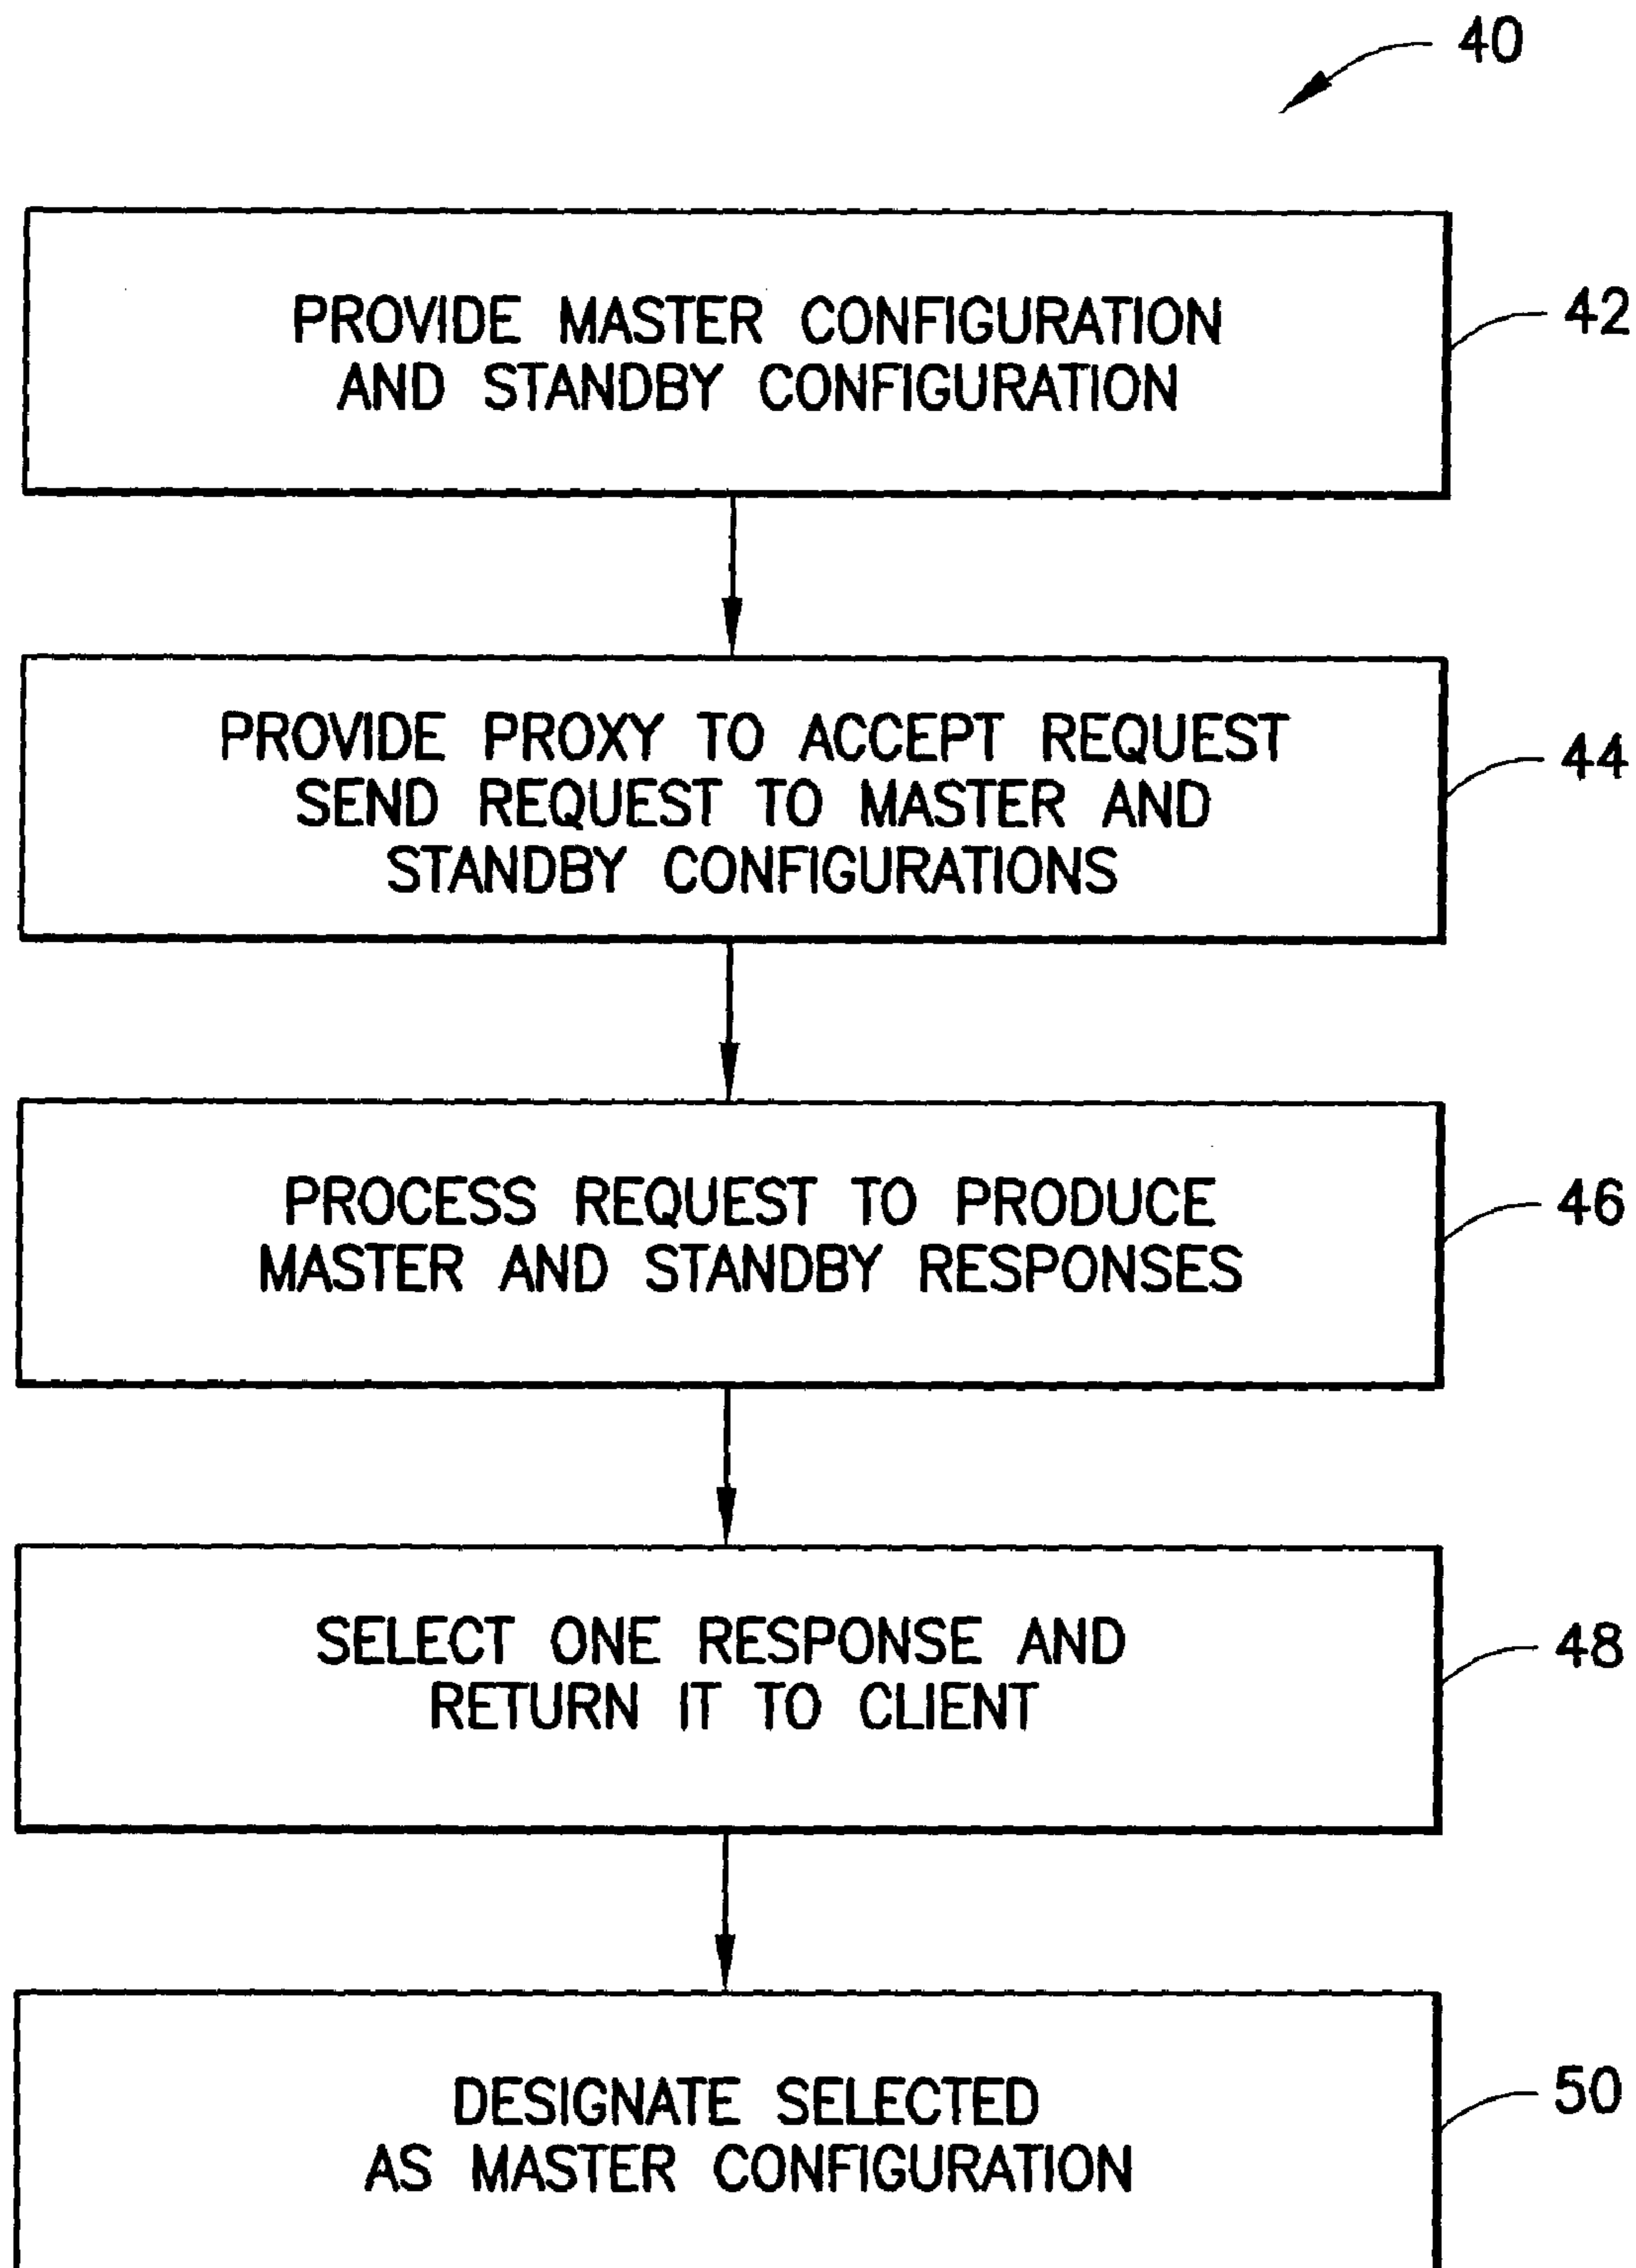 40
PROVIDE MASTER CONFIGURATION
AND STANDBY CONFIGURATION
42
PROVIDE PROXY TO ACCEPT REQUEST
SEND REQUEST TO MASTER AND
STANDBY CONFIGURATIONS
44
PROCESS REQUEST TO PRODUCE
MASTER AND STANDBY RESPONSES
46
SELECT ONE RESPONSE AND
RETURN IT TO CLIENT
48
DESIGNATE SELECTED
AS MASTER CONFIGURATION
50